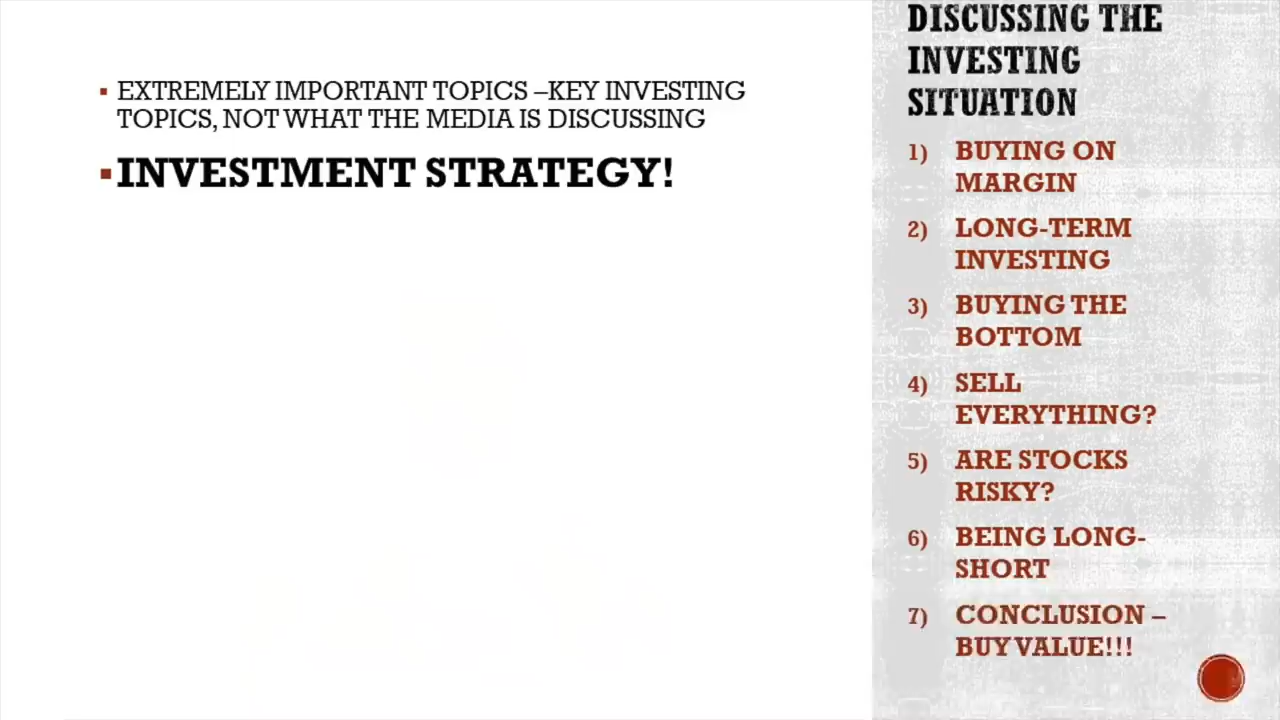 EXTREMELY IMPORTANT TOPICS –KEY INVESTING
TOPICS, NOT WHAT THE MEDIA IS DISCUSSING
INVESTMENT STRATEGY!
DISCUSSING THE
INVESTING
SITUATION
1) BUYING ON
MARGIN
2) LONG-TERM
INVESTING
3) BUYING THE
BOTTOM
4) SELL
EVERYTHING?
5) ARE STOCKS
RISKY?
6) BEING LONG-
SHORT
7) CONCLUSION –
BUY VALUE!!!